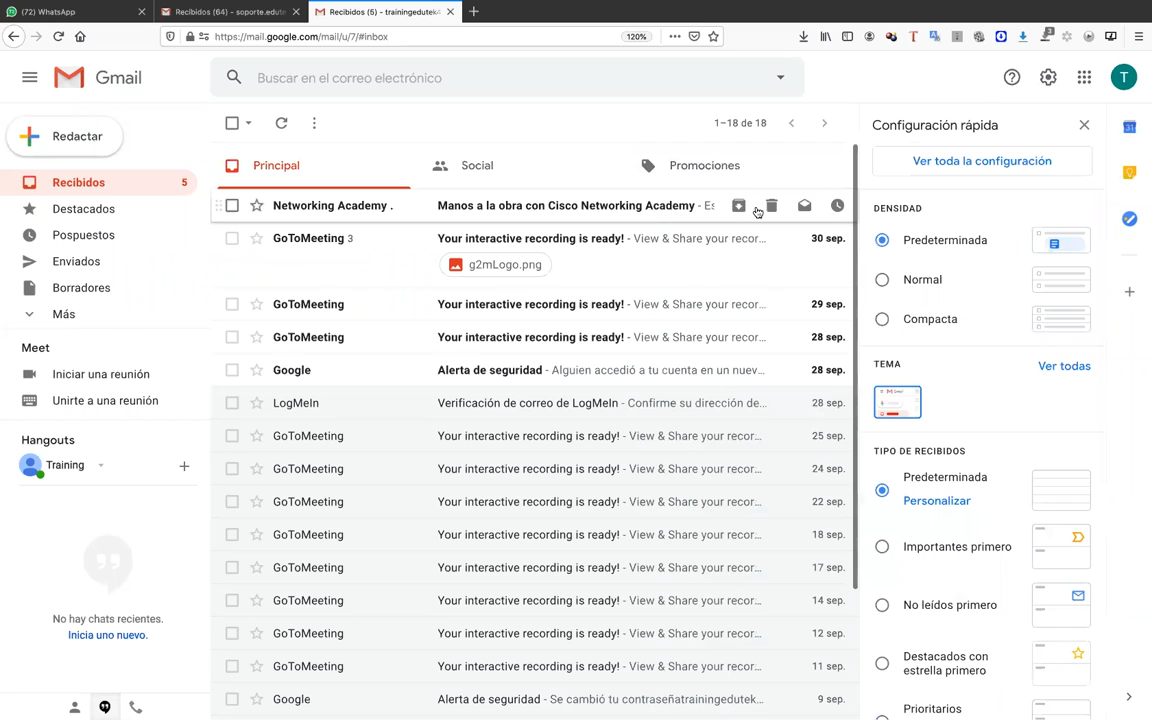 (72) WhatsApp
Recibidos (64) - soporte.edute
Recibidos (5) - trainingedutek4
https://mail.google.com/mail/u/7/#inbox
120%
3
Gmail
Buscar en el correo electrónico
T
Redactar
1–18 de 18
Configuración rápida
31
Ver toda la configuración
Principal
Social
Promociones
Recibidos 5
Destacados
Pospuestos
Enviados
Borradores
Más
Networking Academy .
Manos a la obra con Cisco Networking Academy - Es
GoToMeeting 3
Your interactive recording is ready! - View & Share your recor…
30 sep.
g2mLogo.png
GoToMeeting
Your interactive recording is ready! - View & Share your recor…
29 sep.
GoToMeeting
Your interactive recording is ready! - View & Share your recor…
28 sep.
Google
Alerta de seguridad - Alguien accedió a tu cuenta en un nuev…
28 sep.
LogMeIn
Verificación de correo de LogMeIn - Confirme su dirección de…
28 sep.
GoToMeeting
Your interactive recording is ready! - View & Share your recor…
25 sep.
GoToMeeting
Your interactive recording is ready! - View & Share your recor…
24 sep.
GoToMeeting
Your interactive recording is ready! - View & Share your recor…
22 sep.
GoToMeeting
Your interactive recording is ready! - View & Share your recor…
18 sep.
GoToMeeting
Your interactive recording is ready! - View & Share your recor…
17 sep.
GoToMeeting
Your interactive recording is ready! - View & Share your recor…
14 sep.
GoToMeeting
Your interactive recording is ready! - View & Share your recor…
12 sep.
GoToMeeting
Your interactive recording is ready! - View & Share your recor…
11 sep.
Google
Alerta de seguridad - Se cambió tu contraseñatrainingedutek…
9 sep.
Meet
Iniciar una reunión
Unirte a una reunión
Hangouts
Training
No hay chats recientes.
Inicia uno nuevo.
DENSIDAD
Predeterminada
Normal
Compacta
TEMA
Ver todas
TIPO DE RECIBIDOS
Predeterminada
Personalizar
Importantes primero
No leídos primero
Destacados con
estrella primero
Prioritarios